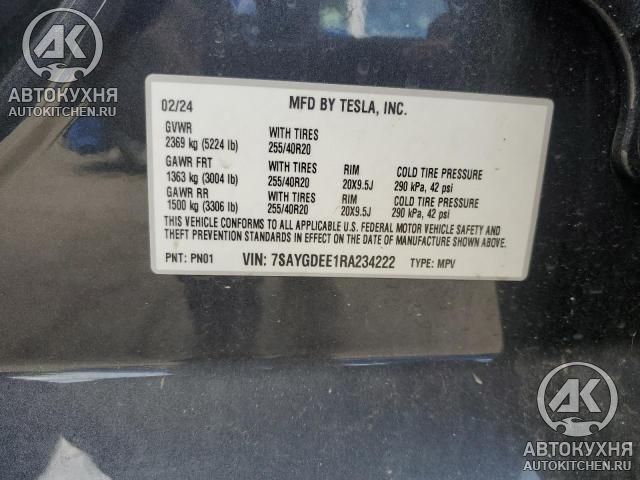 АК
АВТОКУХНЯ
AUTOKITCHEN.RU
02/24 MFD BY TESLA, INC.
GVWR WITH TIRES
2369 kg (5224 lb) 255/40R20
GAWR FRT WITH TIRES RIM COLD TIRE PRESSURE
1363 kg (3004 lb) 255/40R20 20X9.5J 290 kPa, 42 psi
GAWR RR WITH TIRES RIM COLD TIRE PRESSURE
1500 kg (3306 lb) 255/40R20 20X9.5J 290 kPa, 42 psi
THIS VEHICLE CONFORMS TO ALL APPLICABLE U.S. FEDERAL MOTOR VEHICLE SAFETY AND
THEFT PREVENTION STANDARDS IN EFFECT ON THE DATE OF MANUFACTURE SHOWN ABOVE.
PNT: PN01 VIN: 7SAYGDEE1RA234222 TYPE: MPV
АК
АВТОКУХНЯ
AUTOKITCHEN.RU